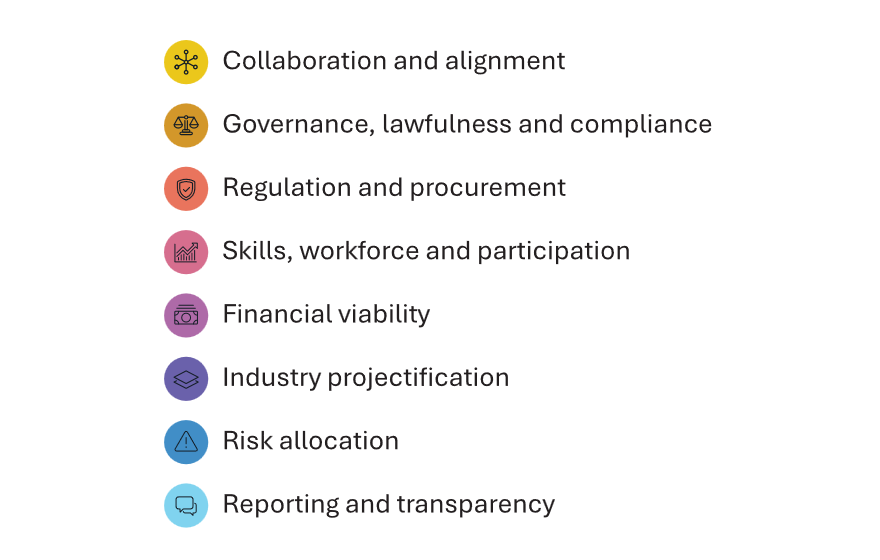 Collaboration and alignment
Governance, lawfulness and compliance
Regulation and procurement
Skills, workforce and participation
Financial viability
Industry projectification
Risk allocation
Reporting and transparency